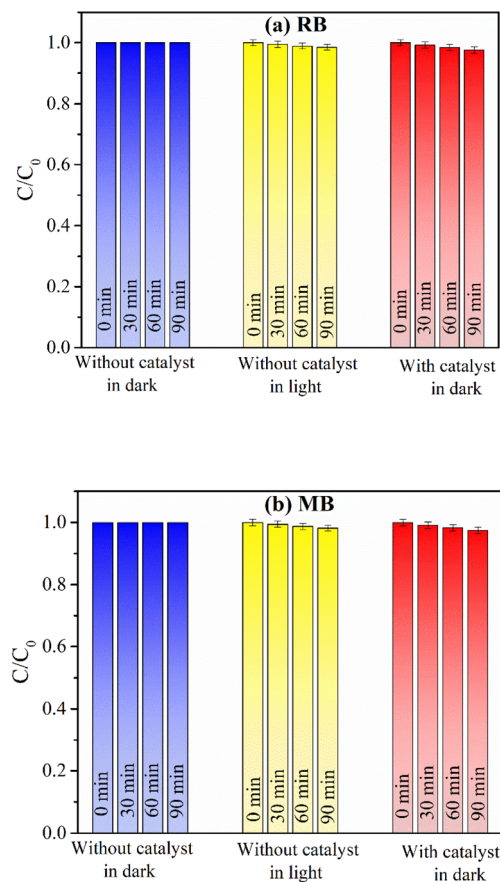 (a) RB
C/C₀
1.0
0.8
0.6
0.4
0.2
0.0
0 min
30 min
60 min
90 min
0 min
30 min
60 min
90 min
0 min
30 min
60 min
90 min
Without catalyst
in dark
Without catalyst
in light
With catalyst
in dark
(b) MB
C/C₀
1.0
0.8
0.6
0.4
0.2
0.0
0 min
30 min
60 min
90 min
0 min
30 min
60 min
90 min
0 min
30 min
60 min
90 min
Without catalyst
in dark
Without catalyst
in light
With catalyst
in dark